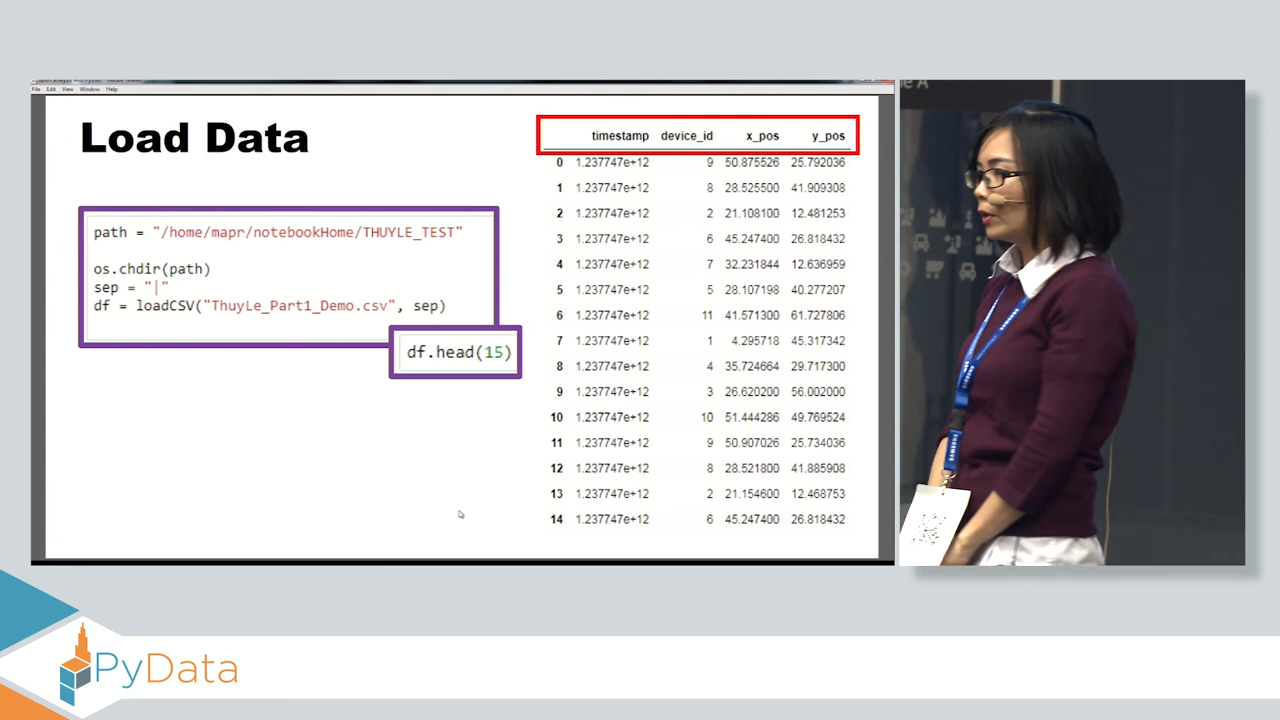 File Edit View Window Help
Load Data
path = "/home/mapr/notebookHome/THUYLE_TEST"
os.chdir(path)
sep = "|"
df = loadCSV("ThuyLe_Part1_Demo.csv", sep)
df.head(15)
timestamp device_id x_pos y_pos
0 1.237747e+12 9 50.875526 25.792036
1 1.237747e+12 8 28.525500 41.909308
2 1.237747e+12 2 21.108100 12.481253
3 1.237747e+12 6 45.247400 26.818432
4 1.237747e+12 7 32.231844 12.636959
5 1.237747e+12 5 28.107198 40.277207
6 1.237747e+12 11 41.571300 61.727806
7 1.237747e+12 1 4.295718 45.317342
8 1.237747e+12 4 35.724664 29.717300
9 1.237747e+12 3 26.620200 56.002000
10 1.237747e+12 10 51.444286 49.769524
11 1.237747e+12 9 50.907026 25.734036
12 1.237747e+12 8 28.521800 41.885908
13 1.237747e+12 2 21.154600 12.468753
14 1.237747e+12 6 45.247400 26.818432
SAMSUNG
SAMSUNG
PyData